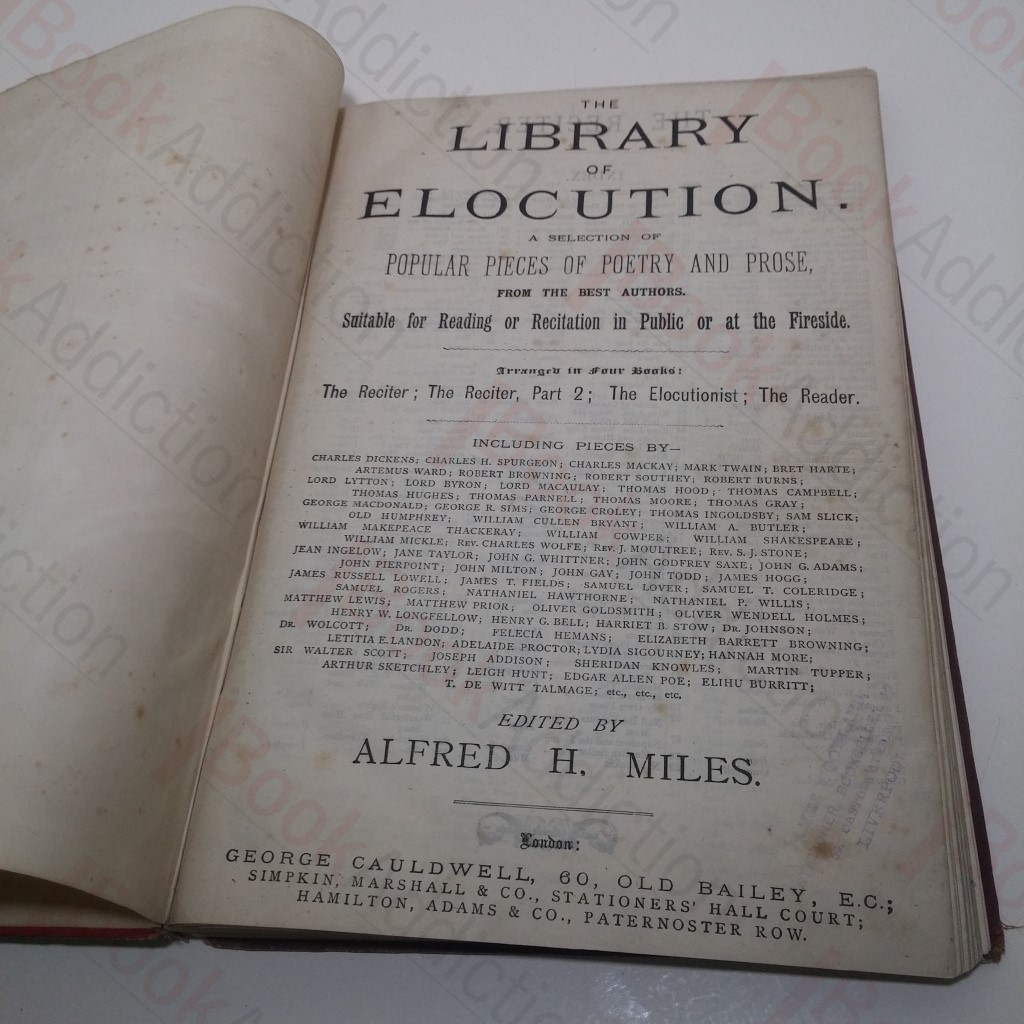 THE
LIBRARY
OF
ELOCUTION.
A SELECTION OF
POPULAR PIECES OF POETRY AND PROSE,
FROM THE BEST AUTHORS.
Suitable for Reading or Recitation in Public or at the Fireside.
Arranged in Four Books:
The Reciter; The Reciter, Part 2; The Elocutionist; The Reader.
INCLUDING PIECES BY—
CHARLES DICKENS; CHARLES H. SPURGEON; CHARLES MACKAY; MARK TWAIN; BRET HARTE;
ARTEMUS WARD; ROBERT BROWNING; ROBERT SOUTHEY; ROBERT BURNS;
LORD LYTTON; LORD BYRON; LORD MACAULAY; THOMAS HOOD; THOMAS CAMPBELL;
THOMAS HUGHES; THOMAS PARNELL; THOMAS MOORE; THOMAS GRAY;
GEORGE MACDONALD; GEORGE R. SIMS; GEORGE CROLEY; THOMAS INGOLDSBY; SAM SLICK;
OLD HUMPHREY; WILLIAM CULLEN BRYANT; WILLIAM A. BUTLER;
WILLIAM MAKEPEACE THACKERAY; WILLIAM COWPER; WILLIAM SHAKESPEARE;
WILLIAM MICKLE; REV. CHARLES WOLFE; REV. J. MOULTREE; REV. S. J. STONE;
JEAN INGELOW; JANE TAYLOR; JOHN G. WHITTNER; JOHN GODFREY SAXE; JOHN G. ADAMS;
JOHN PIERPOINT; JOHN MILTON; JOHN GAY; JOHN TODD; JAMES HOGG;
JAMES RUSSELL LOWELL; JAMES T. FIELDS; SAMUEL LOVER; SAMUEL T. COLERIDGE;
SAMUEL ROGERS; NATHANIEL HAWTHORNE; NATHANIEL P. WILLIS;
MATTHEW LEWIS; MATTHEW PRIOR; OLIVER GOLDSMITH; OLIVER WENDELL HOLMES;
HENRY W. LONGFELLOW; HENRY G. BELL; HARRIET B. STOW; DR. JOHNSON;
DR. WOLCOTT; DR. DODD; FELECIA HEMANS; ELIZABETH BARRETT BROWNING;
LETITIA E. LANDON; ADELAIDE PROCTOR; LYDIA SIGOURNEY; HANNAH MORE;
SIR WALTER SCOTT; JOSEPH ADDISON; SHERIDAN KNOWLES; MARTIN TUPPER;
ARTHUR SKETCHLEY; LEIGH HUNT; EDGAR ALLEN POE; ELIHU BURRITT;
T. DE WITT TALMAGE; etc., etc., etc.
EDITED BY
ALFRED H. MILES.
London:
GEORGE CAULDWELL, 60, OLD BAILEY, E.C.;
SIMPKIN, MARSHALL & CO., STATIONERS' HALL COURT;
HAMILTON, ADAMS & CO., PATERNOSTER ROW.
LIVERPOOL
BookAddiction